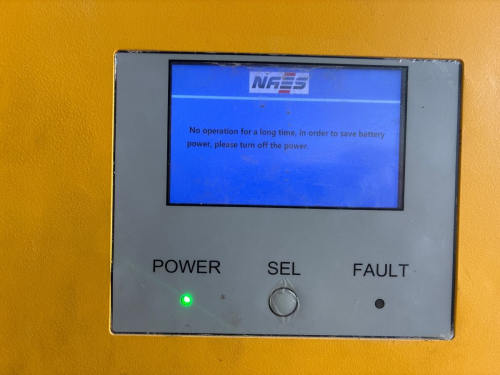 NAES
No operation for a long time, in order to save battery
power, please turn off the power.
POWER SEL FAULT